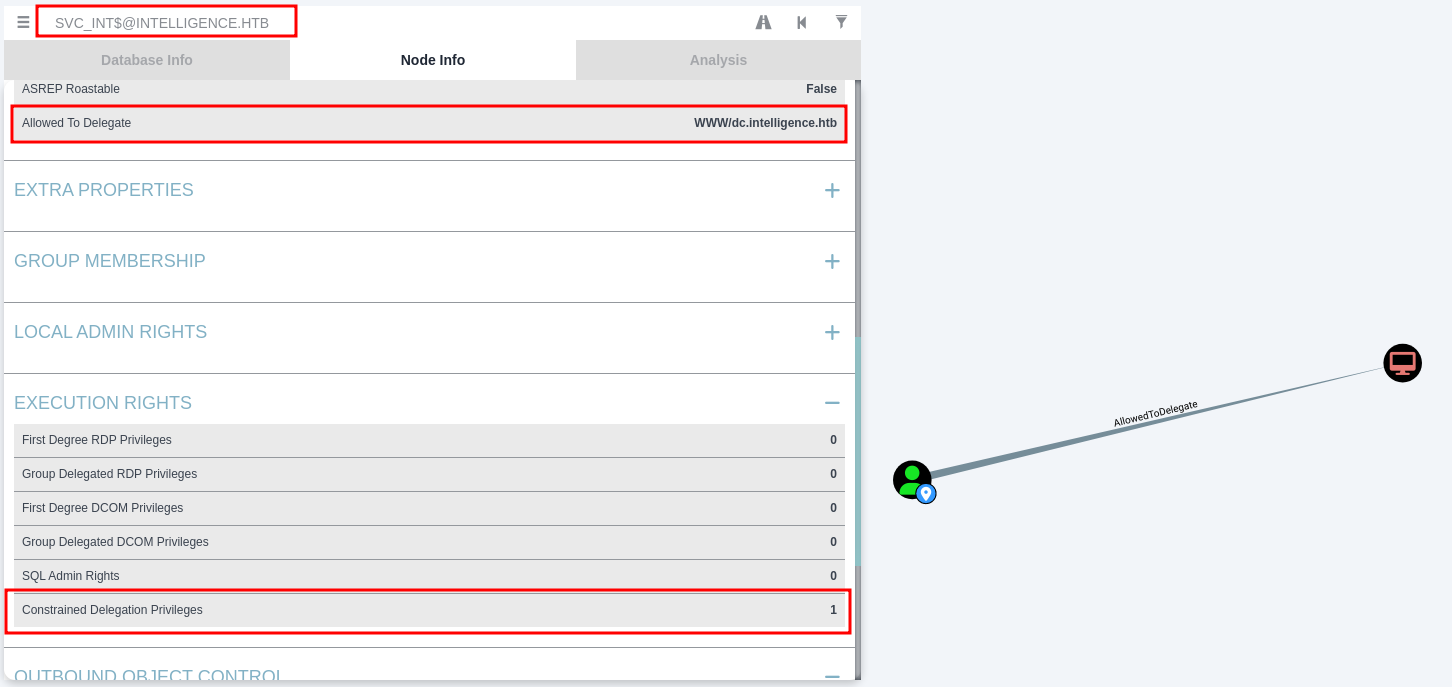 SVC_INT$@INTELLIGENCE.HTB
Database Info Node Info Analysis
ASREP Roastable False
Allowed To Delegate WWW/dc.intelligence.htb
EXTRA PROPERTIES
GROUP MEMBERSHIP
LOCAL ADMIN RIGHTS
EXECUTION RIGHTS
First Degree RDP Privileges 0
Group Delegated RDP Privileges 0
First Degree DCOM Privileges 0
Group Delegated DCOM Privileges 0
SQL Admin Rights 0
Constrained Delegation Privileges 1
OUTBOUND OBJECT CONTROL
AllowedToDelegate